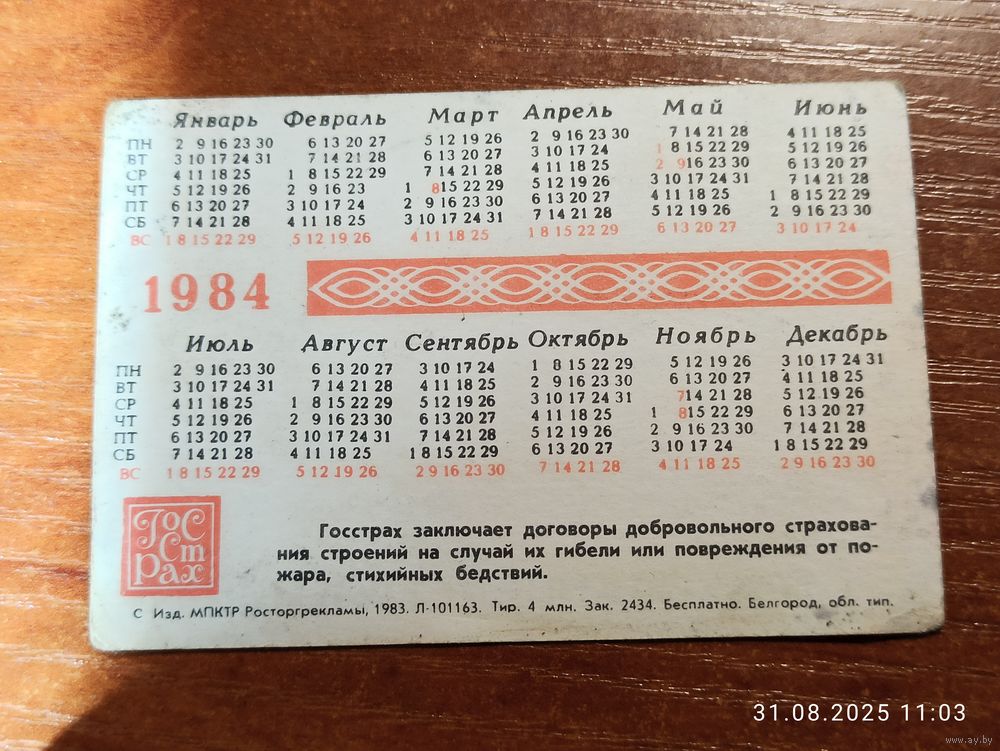 Январь Февраль Март Апрель Май Июнь
ПН 2 9 16 23 30 6 13 20 27 5 12 19 26 2 9 16 23 30 7 14 21 28 4 11 18 25
ВТ 3 10 17 24 31 7 14 21 28 6 13 20 27 3 10 17 24 1 8 15 22 29 5 12 19 26
СР 4 11 18 25 1 8 15 22 29 7 14 21 28 4 11 18 25 2 9 16 23 30 6 13 20 27
ЧТ 5 12 19 26 2 9 16 23 1 8 15 22 29 5 12 19 26 3 10 17 24 31 7 14 21 28
ПТ 6 13 20 27 3 10 17 24 2 9 16 23 30 6 13 20 27 4 11 18 25 1 8 15 22 29
СБ 7 14 21 28 4 11 18 25 3 10 17 24 31 7 14 21 28 5 12 19 26 2 9 16 23 30
ВС 1 8 15 22 29 5 12 19 26 4 11 18 25 1 8 15 22 29 6 13 20 27 3 10 17 24
1984
Июль Август Сентябрь Октябрь Ноябрь Декабрь
ПН 2 9 16 23 30 6 13 20 27 3 10 17 24 1 8 15 22 29 5 12 19 26 3 10 17 24 31
ВТ 3 10 17 24 31 7 14 21 28 4 11 18 25 2 9 16 23 30 6 13 20 27 4 11 18 25
СР 4 11 18 25 1 8 15 22 29 5 12 19 26 3 10 17 24 31 7 14 21 28 5 12 19 26
ЧТ 5 12 19 26 2 9 16 23 30 6 13 20 27 4 11 18 25 1 8 15 22 29 6 13 20 27
ПТ 6 13 20 27 3 10 17 24 31 7 14 21 28 5 12 19 26 2 9 16 23 30 7 14 21 28
СБ 7 14 21 28 4 11 18 25 1 8 15 22 29 6 13 20 27 3 10 17 24 1 8 15 22 29
ВС 1 8 15 22 29 5 12 19 26 2 9 16 23 30 7 14 21 28 4 11 18 25 2 9 16 23 30
Гос
Ст
рах
Госстрах заключает договоры добровольного страхова-
ния строений на случай их гибели или повреждения от по-
жара, стихийных бедствий.
С Изд. МПКТР Росторгрекламы, 1983. Л-101163. Тир. 4 млн. Зак. 2434. Бесплатно. Белгород, обл. тип.
31.08.2025 11:03
www.ay.by